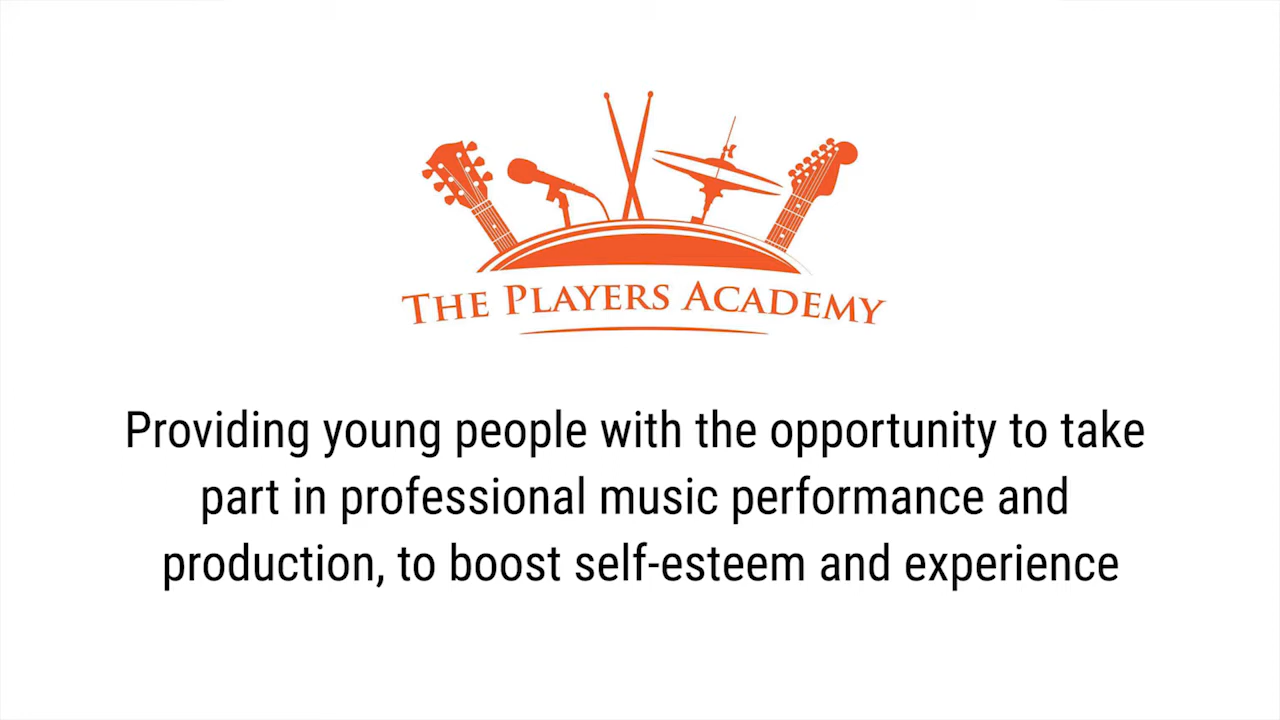 THE PLAYERS ACADEMY
Providing young people with the opportunity to take
part in professional music performance and
production, to boost self-esteem and experience